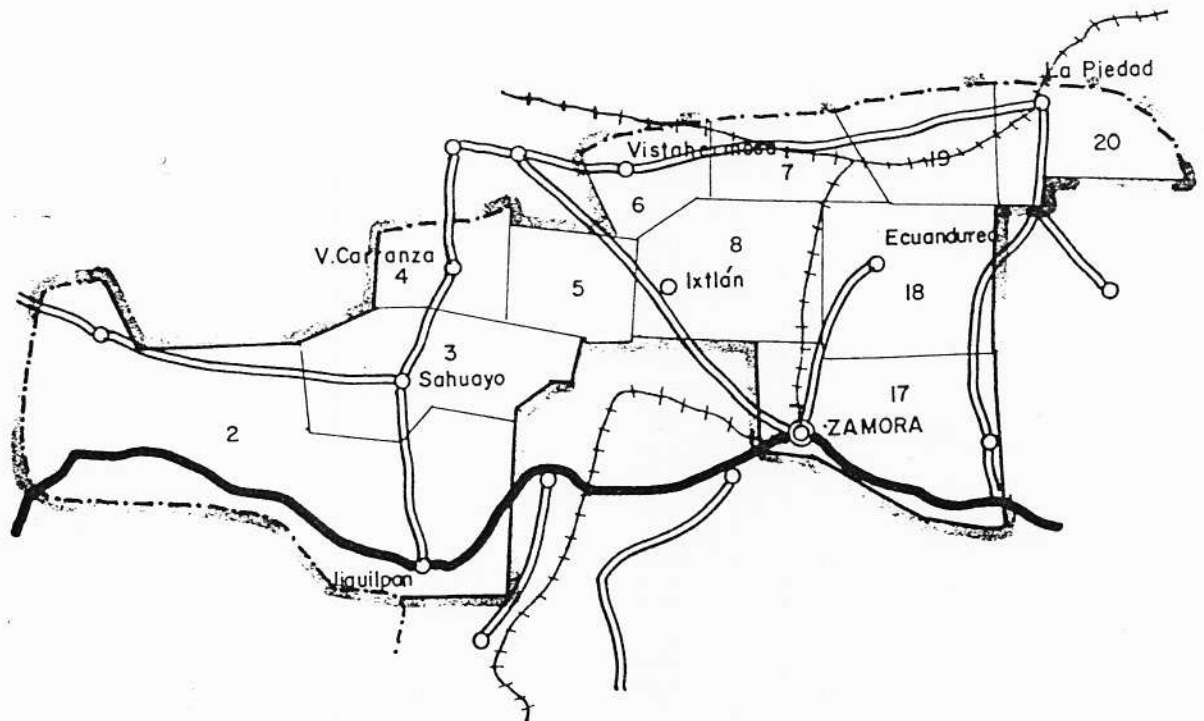 La Piedad
20
Vistahermosa
7
19
6
Ecuandureo
8
V. Carranza
4
5
Ixtlán
18
3
Sahuayo
17
2
ZAMORA
Jiquilpan